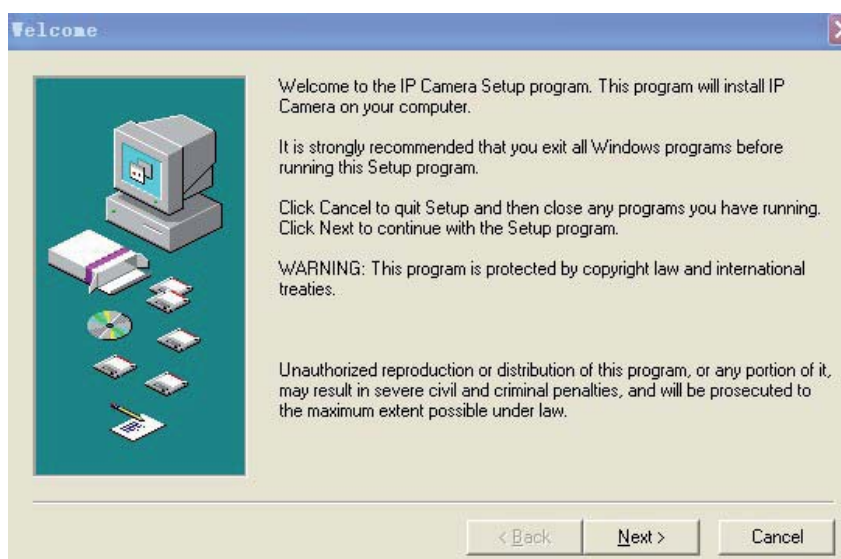 Welcome
Welcome to the IP Camera Setup program. This program will install IP
Camera on your computer.
It is strongly recommended that you exit all Windows programs before
running this Setup program.
Click Cancel to quit Setup and then close any programs you have running.
Click Next to continue with the Setup program.
WARNING: This program is protected by copyright law and international
treaties.
Unauthorized reproduction or distribution of this program, or any portion of it,
may result in severe civil and criminal penalties, and will be prosecuted to
the maximum extent possible under law.
< Back
Next >
Cancel